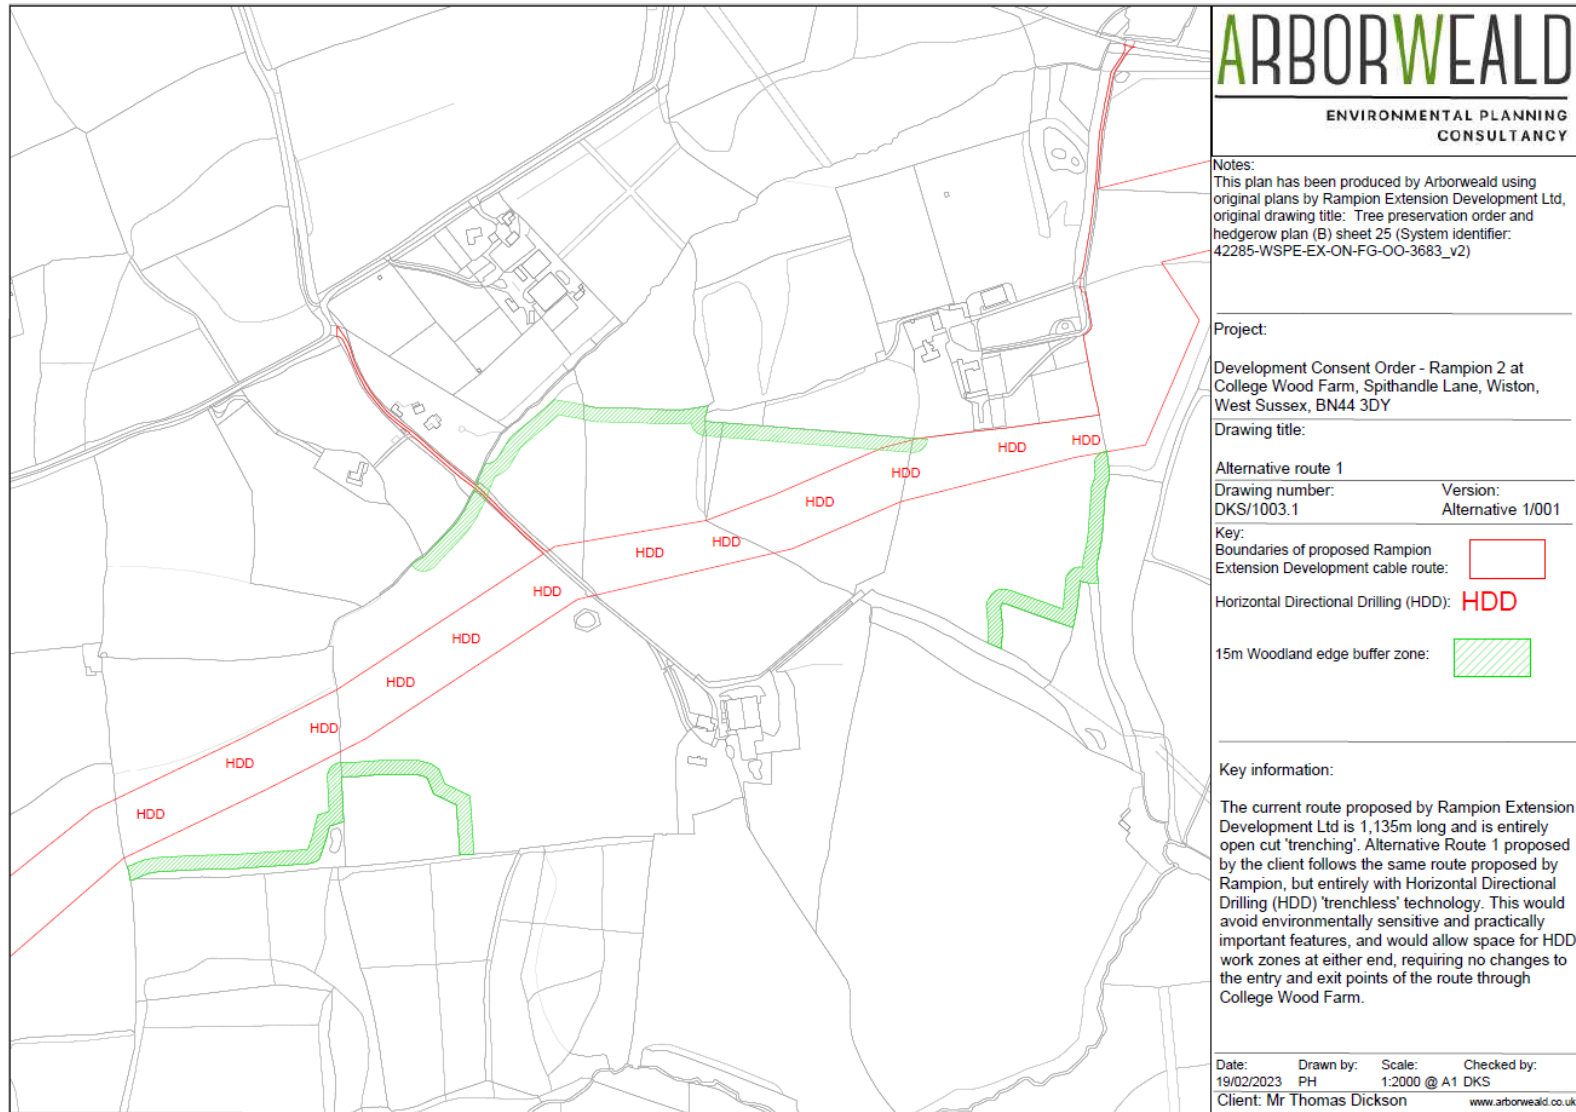 ARBORWEALD
ENVIRONMENTAL PLANNING
CONSULTANCY
Notes:
This plan has been produced by Arborweald using
original plans by Rampion Extension Development Ltd,
original drawing title: Tree preservation order and
hedgerow plan (B) sheet 25 (System identifier:
42285-WSPE-EX-ON-FG-OO-3683_v2)
Project:
Development Consent Order - Rampion 2 at
College Wood Farm, Spithandle Lane, Wiston,
West Sussex, BN44 3DY
Drawing title:
Alternative route 1
Drawing number: Version:
DKS/1003.1 Alternative 1/001
Key:
Boundaries of proposed Rampion
Extension Development cable route:
Horizontal Directional Drilling (HDD): HDD
15m Woodland edge buffer zone:
Key information:
The current route proposed by Rampion Extension
Development Ltd is 1,135m long and is entirely
open cut 'trenching'. Alternative Route 1 proposed
by the client follows the same route proposed by
Rampion, but entirely with Horizontal Directional
Drilling (HDD) 'trenchless' technology. This would
avoid environmentally sensitive and practically
important features, and would allow space for HDD
work zones at either end, requiring no changes to
the entry and exit points of the route through
College Wood Farm.
Date: Drawn by: Scale: Checked by:
19/02/2023 PH 1:2000 @ A1 DKS
Client: Mr Thomas Dickson www.arborweald.co.uk
HDD
HDD
HDD
HDD
HDD
HDD
HDD
HDD
HDD
HDD
HDD
HDD
HDD